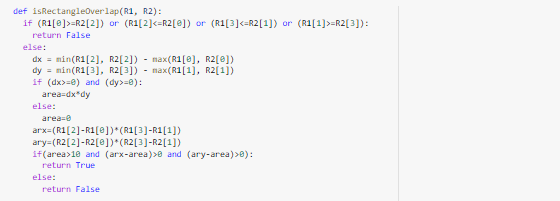 def isRectangleOverlap(R1, R2):
if (R1[0]>=R2[2]) or (R1[2]<=R2[0]) or (R1[3]<=R2[1]) or (R1[1]>=R2[3]):
return False
else:
dx = min(R1[2], R2[2]) - max(R1[0], R2[0])
dy = min(R1[3], R2[3]) - max(R1[1], R2[1])
if (dx>=0) and (dy>=0):
area=dx*dy
else:
area=0
arx=(R1[2]-R1[0])*(R1[3]-R1[1])
ary=(R2[2]-R2[0])*(R2[3]-R2[1])
if(area>10 and (arx-area)>0 and (ary-area)>0):
return True
else:
return False